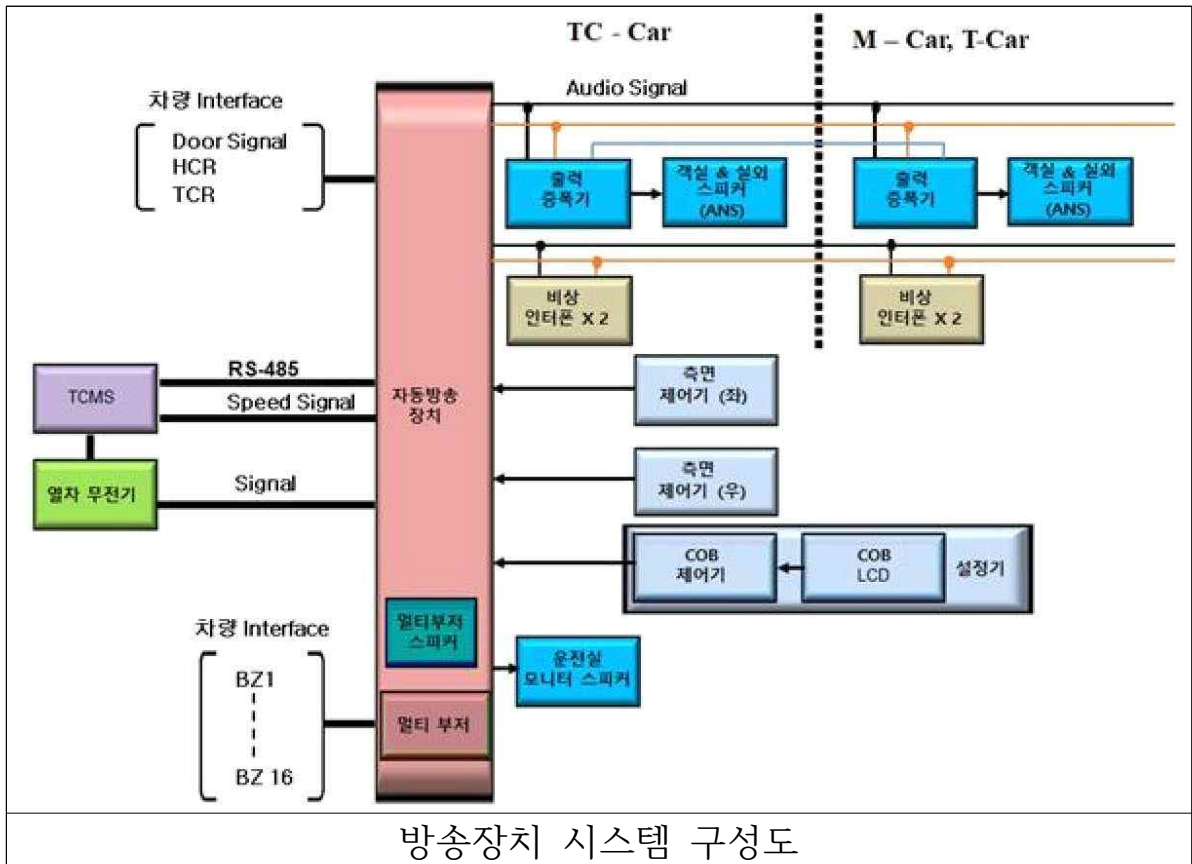 TC - Car
M – Car, T-Car
차량 Interface
Door Signal
HCR
TCR
Audio Signal
출력
증폭기
객실 & 실외
스피커
(ANS)
출력
증폭기
객실 & 실외
스피커
(ANS)
비상
인터폰 X 2
비상
인터폰 X 2
TCMS
RS-485
Speed Signal
자동방송
장치
측면
제어기 (좌)
열차 무전기
Signal
측면
제어기 (우)
COB
제어기
COB
LCD
설정기
차량 Interface
BZ1
BZ 16
멀티부저
스피커
운전실
모니터 스피커
멀티 부저
방송장치 시스템 구성도